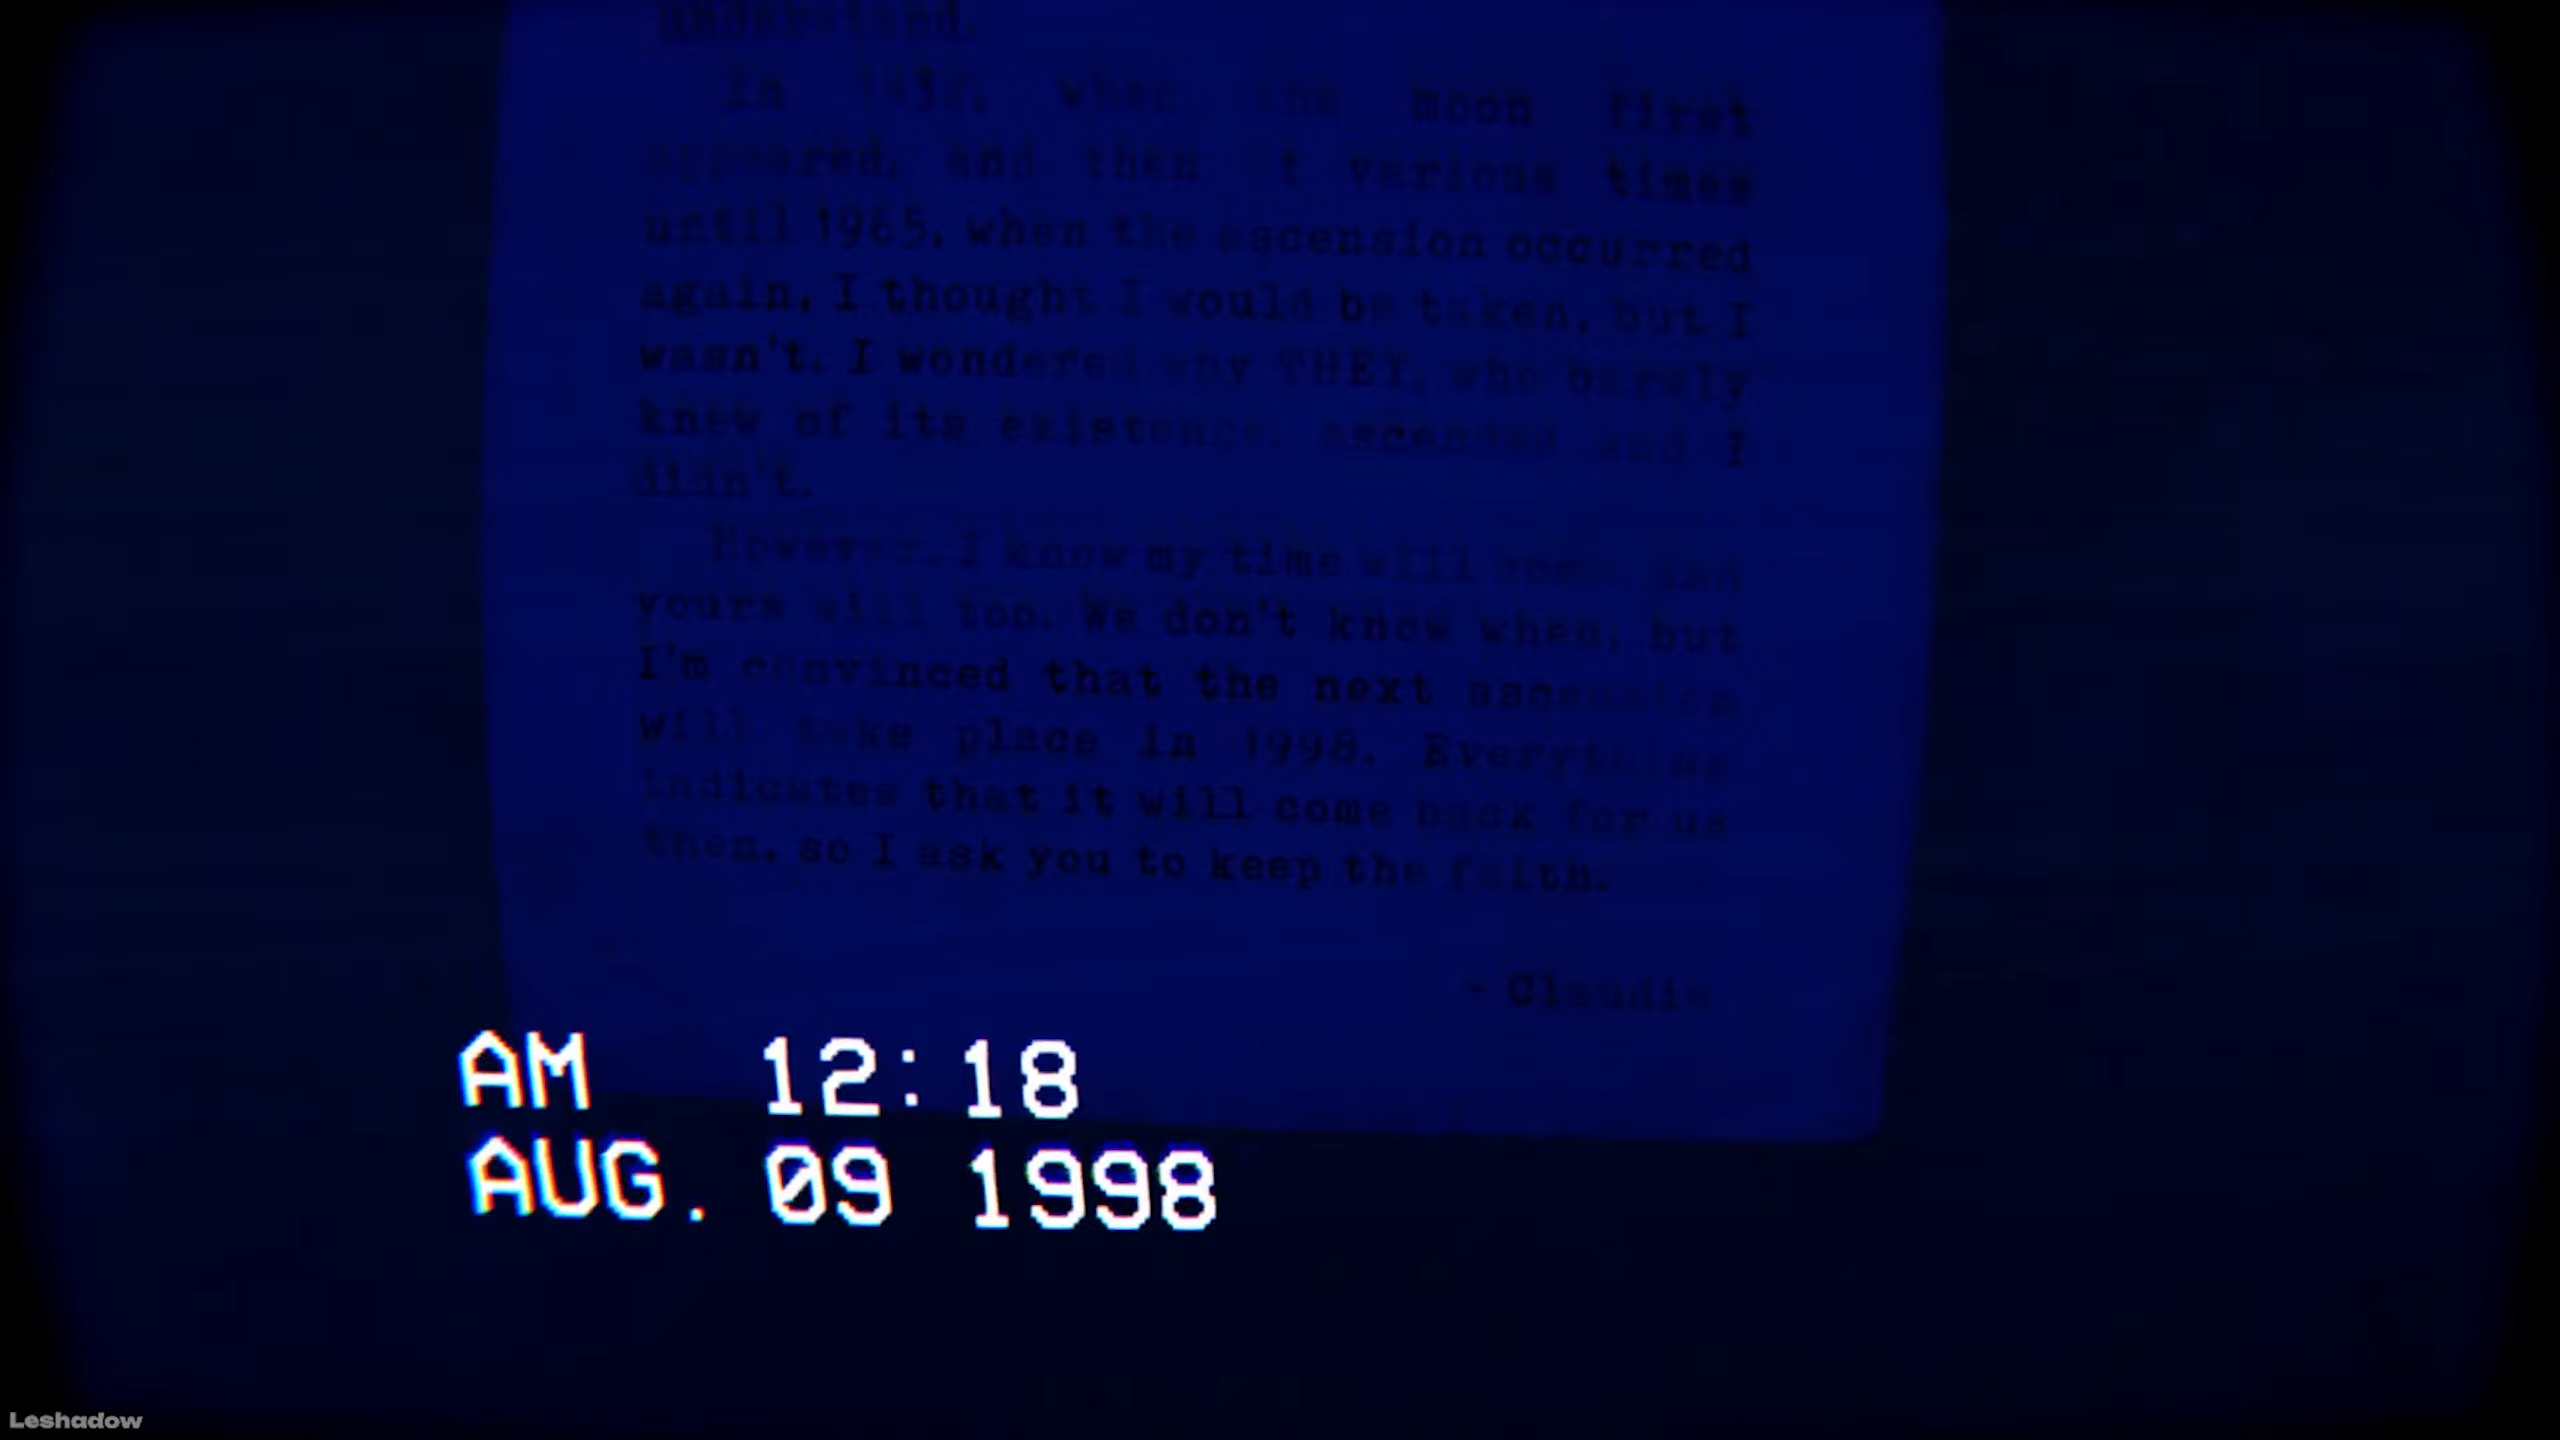 understand.
In 1932, when the moon first
appeared, and then at various times
until 1965, when the ascension occurred
again, I thought I would be taken, but I
wasn't. I wondered why THEY, who barely
knew of its existence, ascended and I
didn't.
However, I know my time will come. And
yours will too. We don't know when, but
I'm convinced that the next ascension
will take place in 1998. Everything
indicates that it will come back for us
then, so I ask you to keep the faith.
- Claudia
AM 12:18
AUG. 09 1998
Leshadow